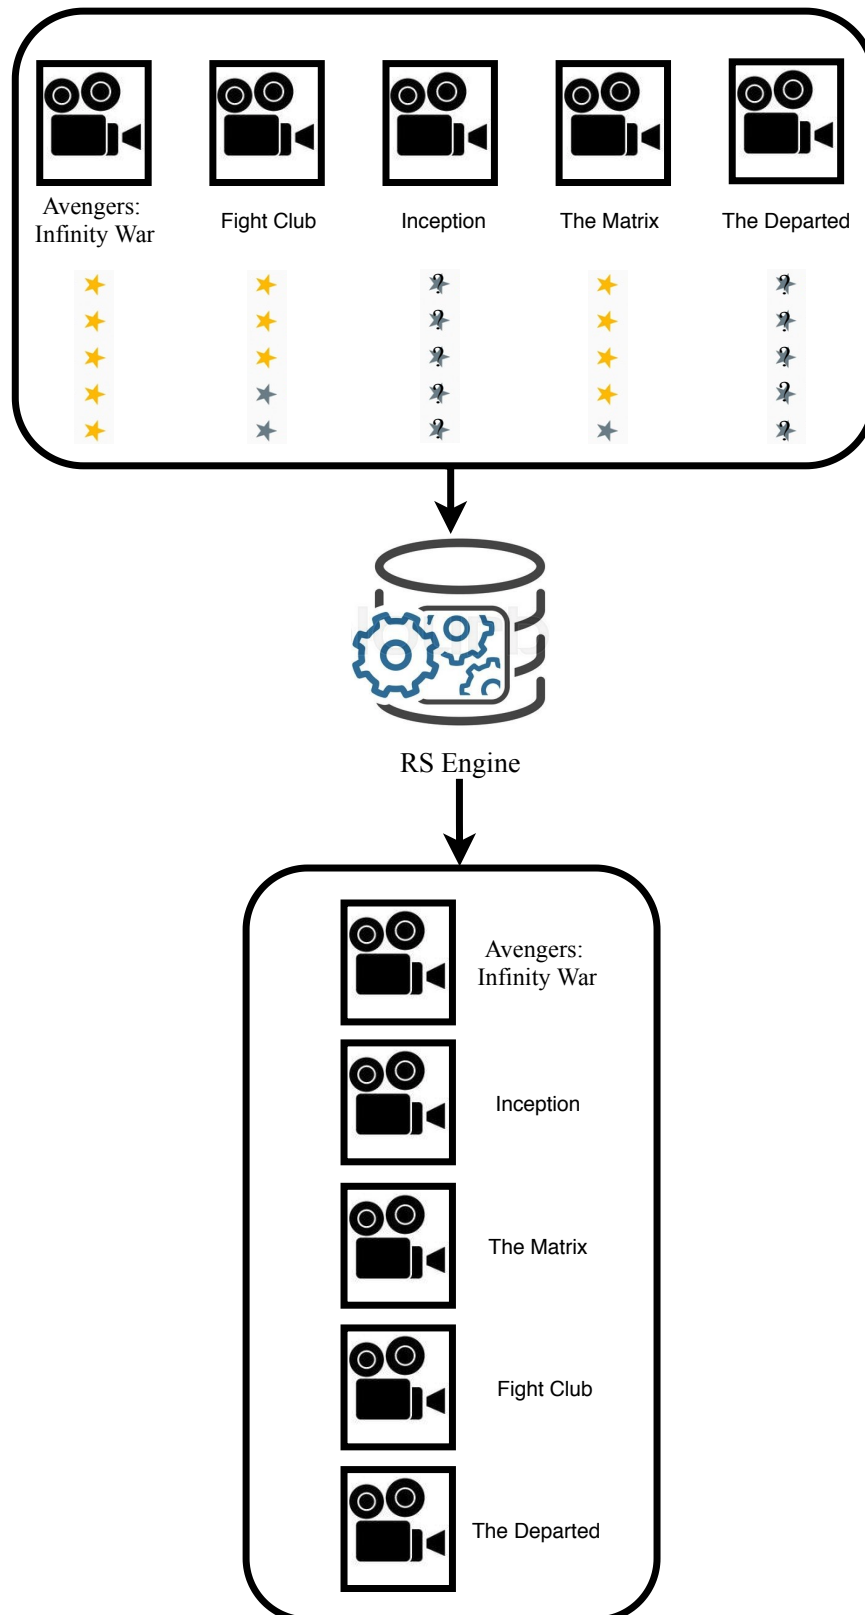 Avengers:
Infinity War
Fight Club
Inception
The Matrix
The Departed
? ?
? ?
? ?
? ?
? ?
RS Engine
Avengers:
Infinity War
Inception
The Matrix
Fight Club
The Departed